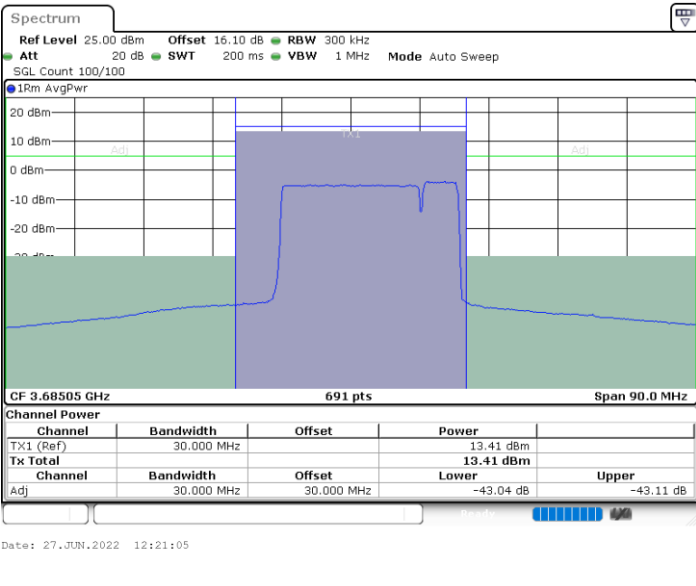 Spectrum
Ref Level 25.00 dBm Offset 16.10 dB RBW 300 kHz
Att 20 dB SWT 200 ms VBW 1 MHz Mode Auto Sweep
SGL Count 100/100
1Rm AvgPwr
20 dBm
TX1
10 dBm
Adj Adj
0 dBm
-10 dBm
-20 dBm
CF 3.68505 GHz 691 pts Span 90.0 MHz
Channel Power
Channel Bandwidth Offset Power
TX1 (Ref) 30.000 MHz 13.41 dBm
Tx Total 13.41 dBm
Channel Bandwidth Offset Lower Upper
Adj 30.000 MHz 30.000 MHz -43.04 dB -43.11 dB
Ready
Date: 27.JUN.2022 12:21:05